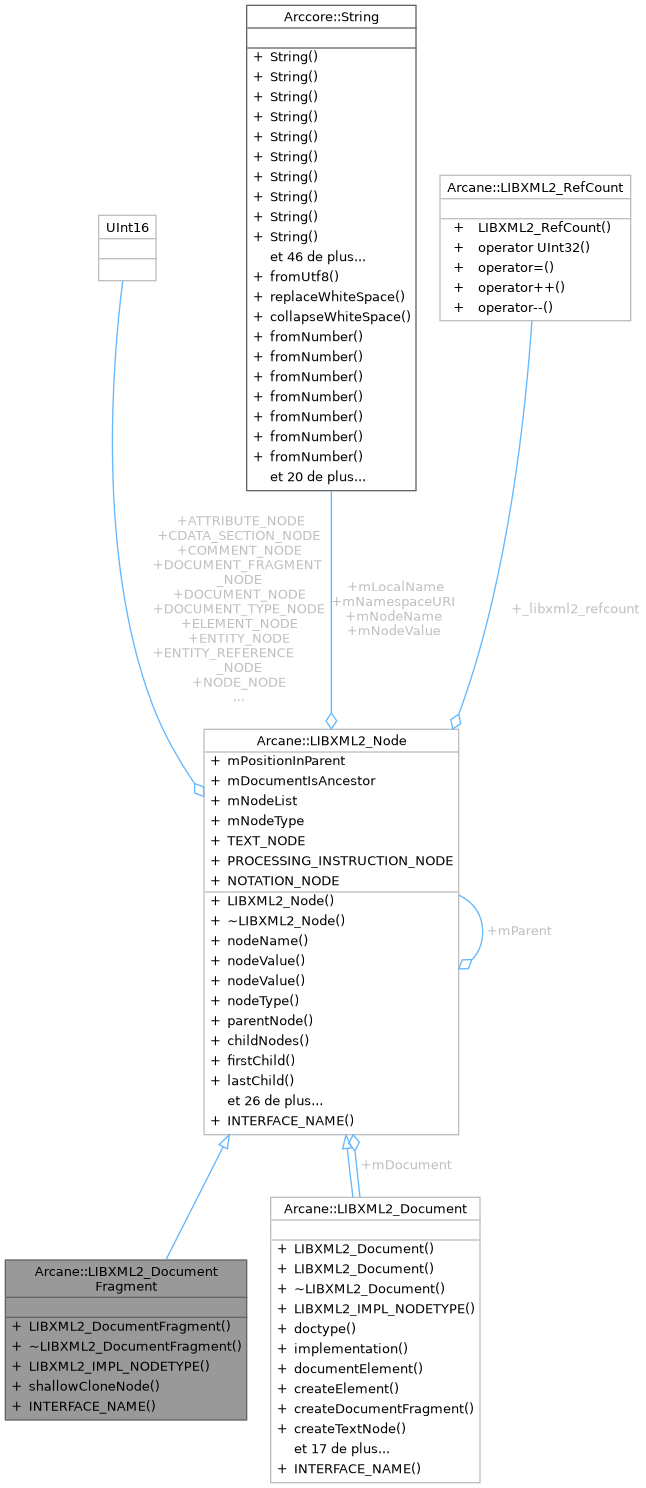 Arccore::String
+ String()
+ String()
+ String()
+ String()
+ String()
+ String()
+ String()
+ String()
+ String()
+ String()
et 46 de plus...
+ fromUtf8()
+ replaceWhiteSpace()
+ collapseWhiteSpace()
+ fromNumber()
+ fromNumber()
+ fromNumber()
+ fromNumber()
+ fromNumber()
+ fromNumber()
+ fromNumber()
et 20 de plus...
Arcane::LIBXML2_RefCount
+ LIBXML2_RefCount()
+ operator UInt32()
+ operator=()
+ operator++()
+ operator--()
UInt16
+ATTRIBUTE_NODE
+CDATA_SECTION_NODE
+COMMENT_NODE
+DOCUMENT_FRAGMENT
_NODE
+DOCUMENT_NODE
+DOCUMENT_TYPE_NODE
+ELEMENT_NODE
+ENTITY_NODE
+ENTITY_REFERENCE
_NODE
+NODE_NODE
...
+mLocalName
+mNamespaceURI
+mNodeName
+mNodeValue
+_libxml2_refcount
Arcane::LIBXML2_Node
+ mPositionInParent
+ mDocumentIsAncestor
+ mNodeList
+ mNodeType
+ TEXT_NODE
+ PROCESSING_INSTRUCTION_NODE
+ NOTATION_NODE
+ LIBXML2_Node()
+ ~LIBXML2_Node()
+ nodeName()
+ nodeValue()
+ nodeValue()
+ nodeType()
+ parentNode()
+ childNodes()
+ firstChild()
+ lastChild()
et 26 de plus...
+ INTERFACE_NAME()
+mParent
+mDocument
Arcane::LIBXML2_Document
Fragment
+ LIBXML2_DocumentFragment()
+ ~LIBXML2_DocumentFragment()
+ LIBXML2_IMPL_NODETYPE()
+ shallowCloneNode()
+ INTERFACE_NAME()
Arcane::LIBXML2_Document
+ LIBXML2_Document()
+ LIBXML2_Document()
+ ~LIBXML2_Document()
+ LIBXML2_IMPL_NODETYPE()
+ doctype()
+ implementation()
+ documentElement()
+ createElement()
+ createDocumentFragment()
+ createTextNode()
et 17 de plus...
+ INTERFACE_NAME()